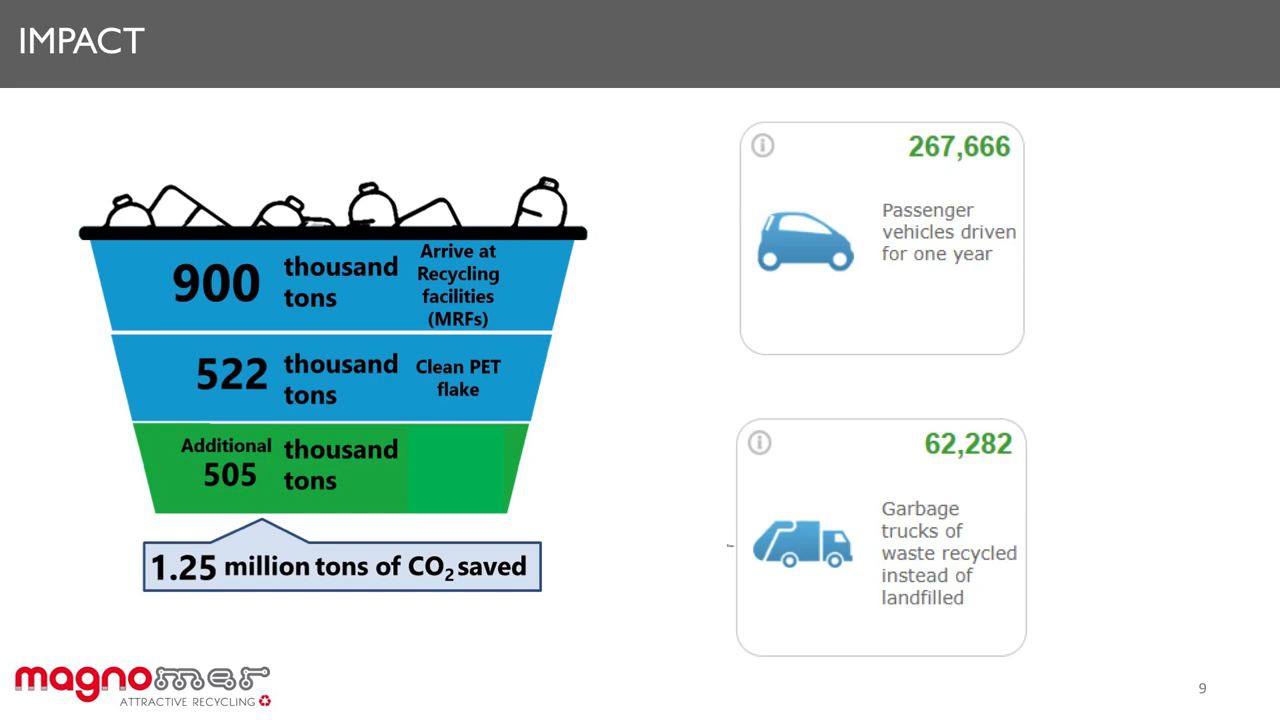 IMPACT
900 thousand tons
Arrive at
Recycling
facilities
(MRFs)
522 thousand tons
Clean PET
flake
Additional
505 thousand tons
1.25 million tons of CO2 saved
267,666
Passenger
vehicles driven
for one year
62,282
Garbage
trucks of
waste recycled
instead of
landfilled
magnomer
ATTRACTIVE RECYCLING
9